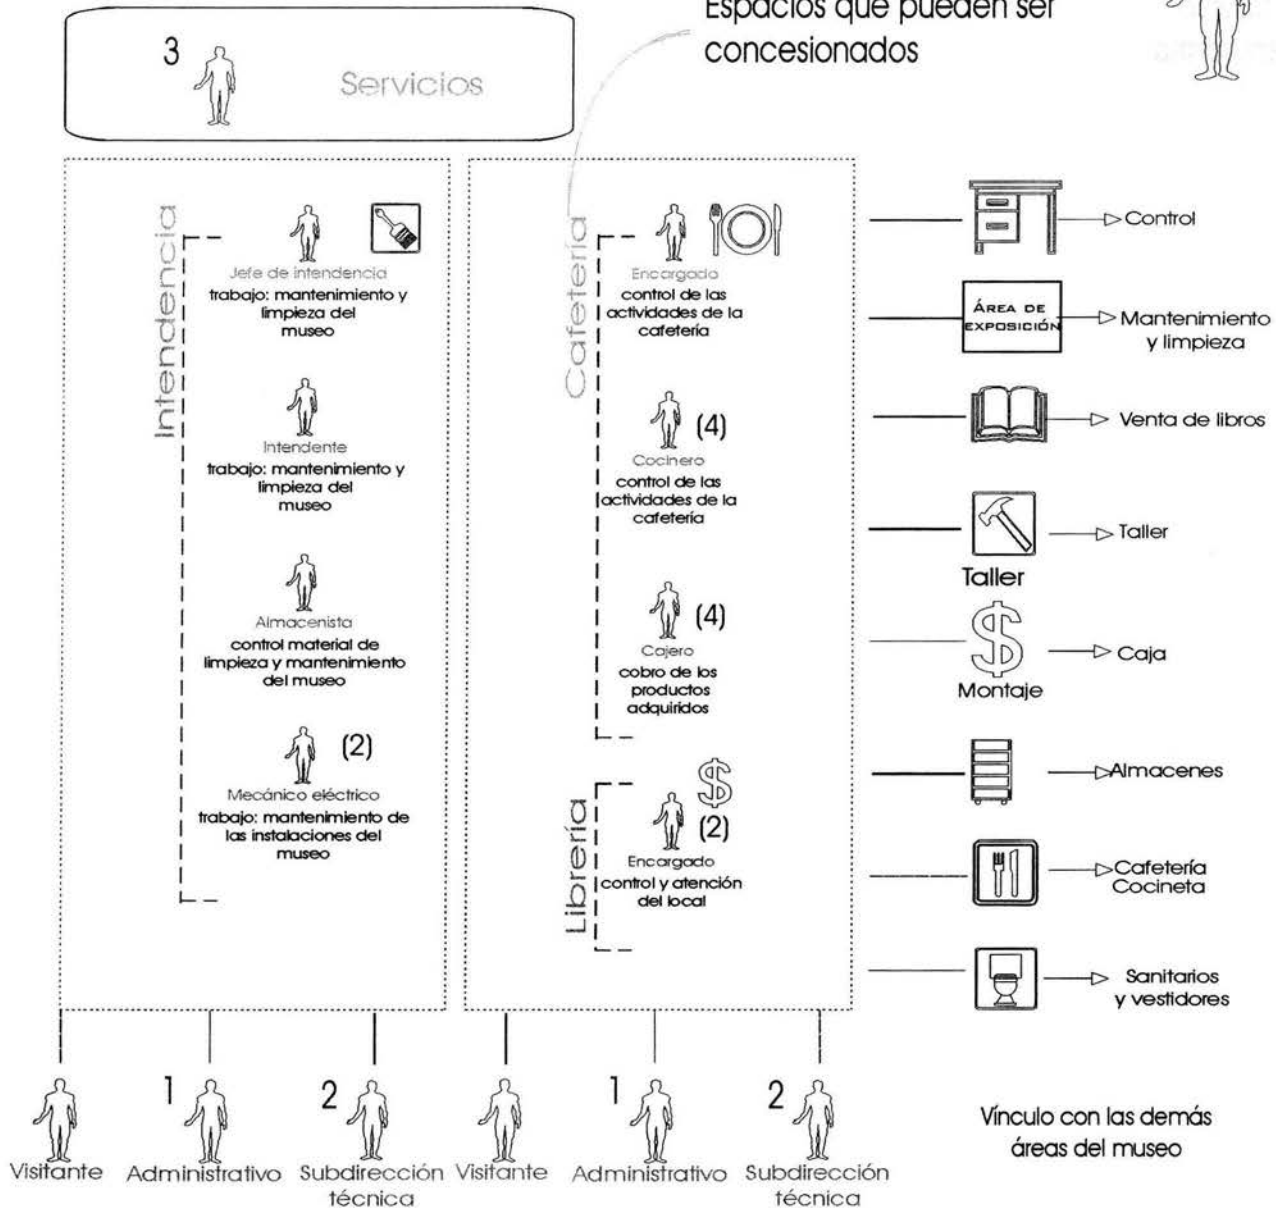 Espacios que pueden ser
concesionados
3
Servicios
Intendencia
Jefe de intendencia
trabajo: mantenimiento y
limpieza del
museo
Intendente
trabajo: mantenimiento y
limpieza del
museo
Almacenista
control material de
limpieza y mantenimiento
del museo
(2)
Mecánico eléctrico
trabajo: mantenimiento de
las instalaciones del
museo
Cafetería
Encargado
control de las
actividades de la
cafetería
(4)
Cocinero
control de las
actividades de la
cafetería
(4)
Cajero
cobro de los
productos
adquiridos
Librería
$
(2)
Encargado
control y atención
del local
Control
ÁREA DE
EXPOSICIÓN
Mantenimiento
y limpieza
Venta de libros
Taller
Taller
$
Caja
Montaje
Almacenes
Cafetería
Cocineta
Sanitarios
y vestidores
Visitante
1
Administrativo
2
Subdirección
técnica
Visitante
1
Administrativo
2
Subdirección
técnica
Vínculo con las demás
áreas del museo